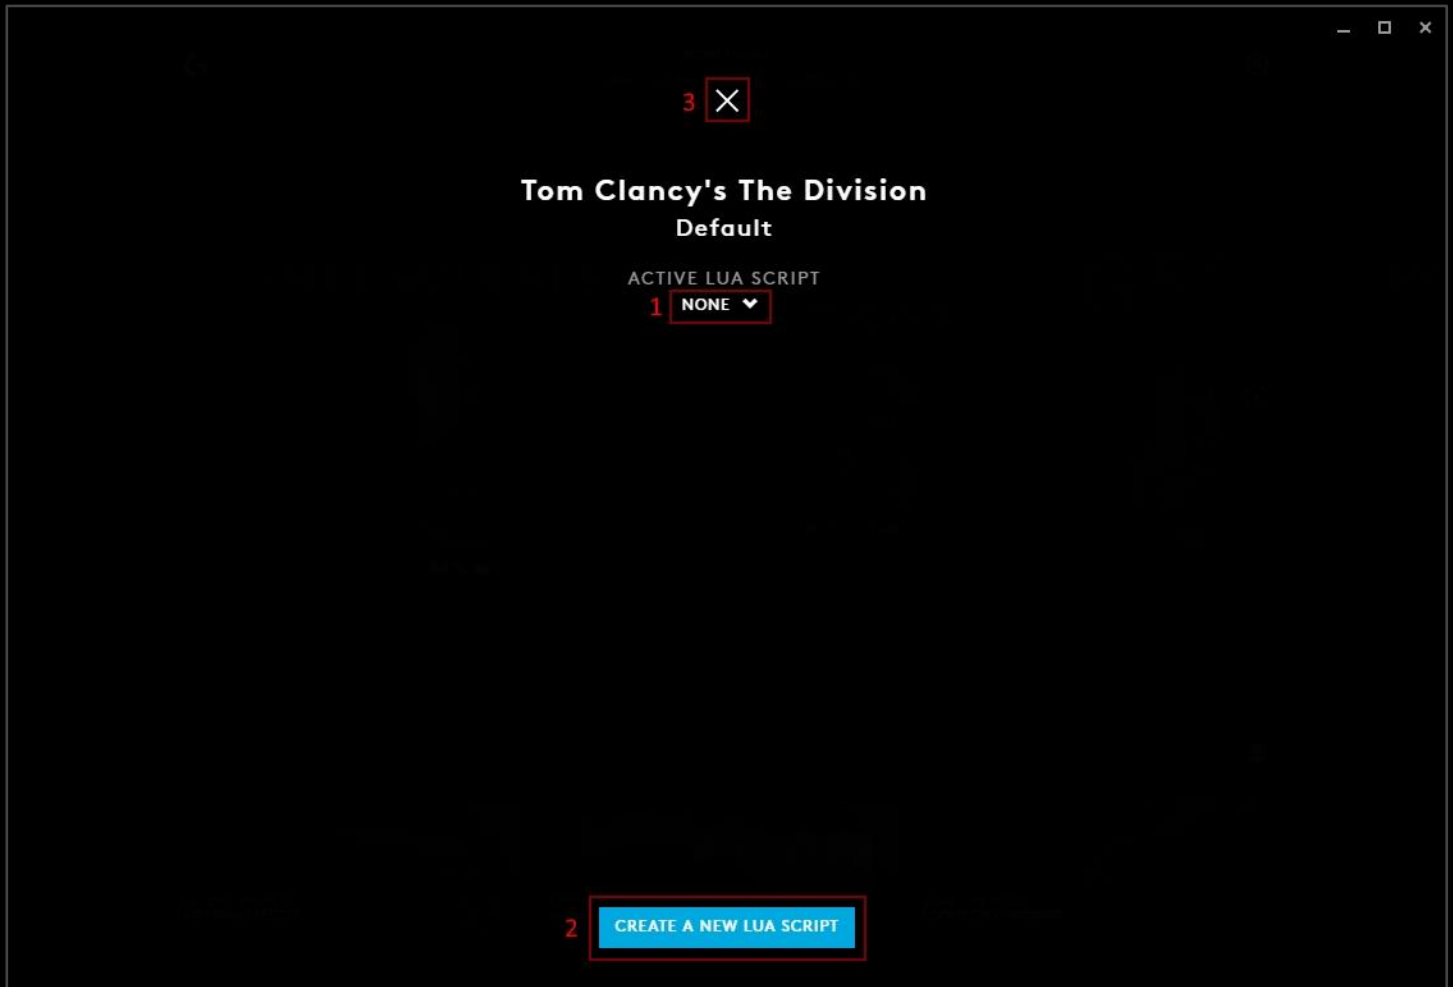 3
Tom Clancy's The Division
Default
ACTIVE LUA SCRIPT
1 NONE
2 CREATE A NEW LUA SCRIPT